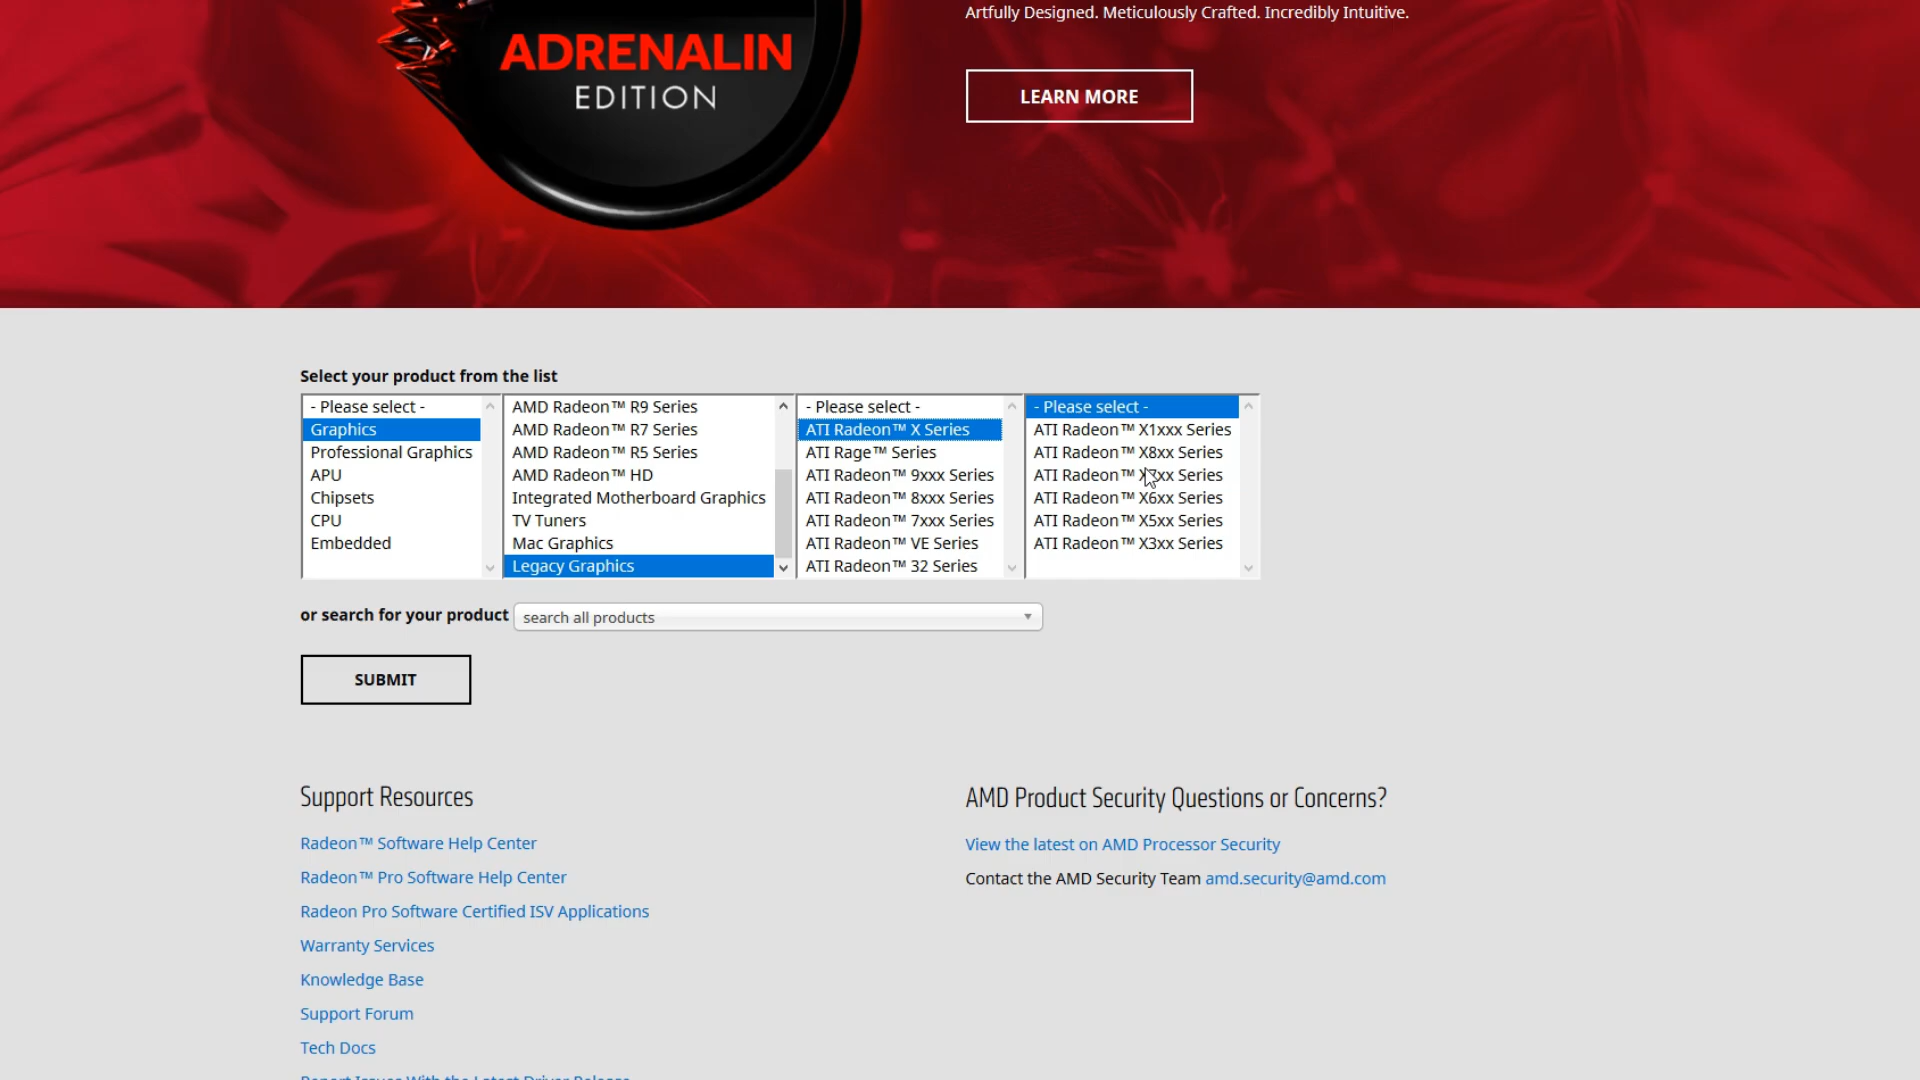 Artfully Designed. Meticulously Crafted. Incredibly Intuitive.
ADRENALIN
EDITION
LEARN MORE
Select your product from the list
- Please select -
Graphics
Professional Graphics
APU
Chipsets
CPU
Embedded
AMD Radeon™ R9 Series
AMD Radeon™ R7 Series
AMD Radeon™ R5 Series
AMD Radeon™ HD
Integrated Motherboard Graphics
TV Tuners
Mac Graphics
Legacy Graphics
- Please select -
ATI Radeon™ X Series
ATI Rage™ Series
ATI Radeon™ 9xxx Series
ATI Radeon™ 8xxx Series
ATI Radeon™ 7xxx Series
ATI Radeon™ VE Series
ATI Radeon™ 32 Series
- Please select -
ATI Radeon™ X1xxx Series
ATI Radeon™ X8xx Series
ATI Radeon™ X7xx Series
ATI Radeon™ X6xx Series
ATI Radeon™ X5xx Series
ATI Radeon™ X3xx Series
or search for your product
search all products
SUBMIT
Support Resources
Radeon™ Software Help Center
Radeon™ Pro Software Help Center
Radeon Pro Software Certified ISV Applications
Warranty Services
Knowledge Base
Support Forum
Tech Docs
Report Issues With the Latest Driver Release
AMD Product Security Questions or Concerns?
View the latest on AMD Processor Security
Contact the AMD Security Team amd.security@amd.com